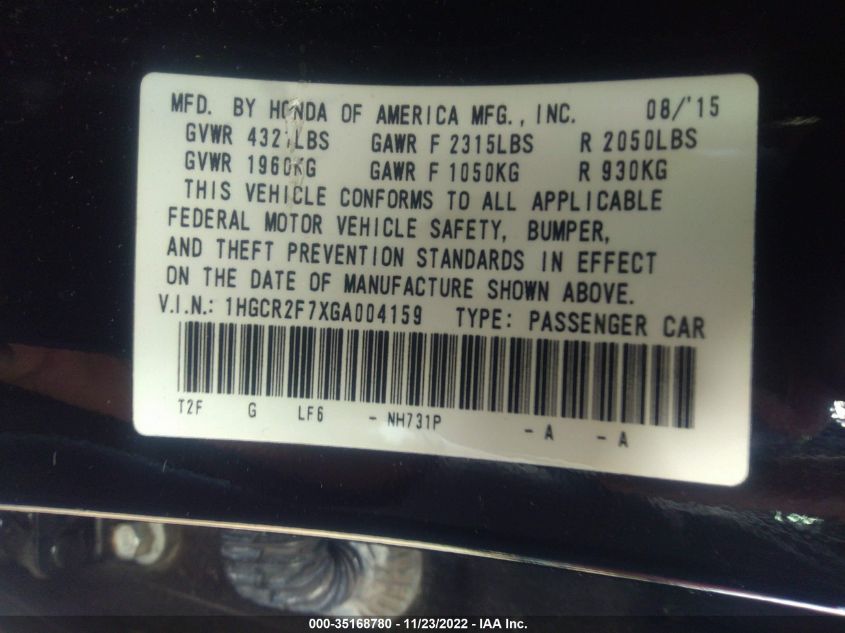 MFD. BY HONDA OF AMERICA MFG., INC. 08/'15
GVWR 4321LBS GAWR F 2315LBS R 2050LBS
GVWR 1960KG GAWR F 1050KG R 930KG
THIS VEHICLE CONFORMS TO ALL APPLICABLE
FEDERAL MOTOR VEHICLE SAFETY, BUMPER,
AND THEFT PREVENTION STANDARDS IN EFFECT
ON THE DATE OF MANUFACTURE SHOWN ABOVE.
V.I.N.: 1HGCR2F7XGA004159 TYPE: PASSENGER CAR
T2F G LF6 - NH731P - A - A
000-35168780 - 11/23/2022 - IAA Inc.